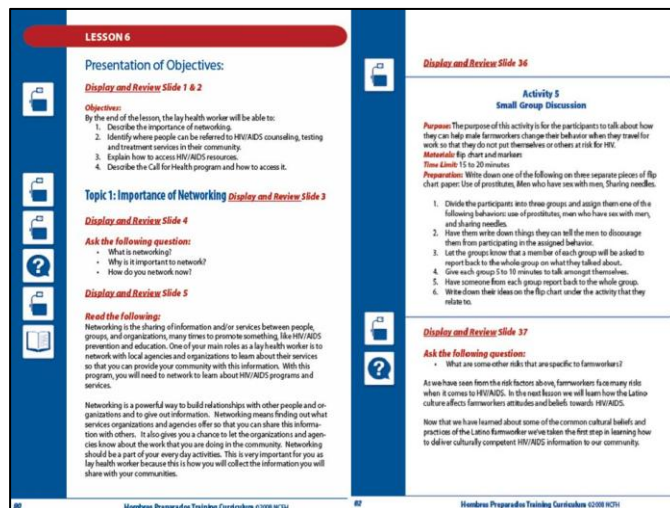 LESSON 6
Presentation of Objectives:
Display and Review Slide 1 & 2
Objectives:
By the end of the lesson, the lay health worker will be able to:
1. Describe the importance of networking.
2. Identify where people can be referred to HIV/AIDS counseling, testing
and treatment services in their community.
3. Explain how to access HIV/AIDS resources.
4. Describe the Call for Health program and how to access it.
Topic 1: Importance of Networking Display and Review Slide 3
Display and Review Slide 4
Ask the following question:
• What is networking?
• Why is it important to network?
• How do you network now?
Display and Review Slide 5
Read the following:
Networking is the sharing of information and/or services between people,
groups, and organizations, many times to promote something, like HIV/AIDS
prevention and education. One of your main roles as a lay health worker is to
network with local agencies and organizations to learn about their services
so that you can provide your community with this information. With this
program, you will need to network to learn about HIV/AIDS programs and
services.
Networking is a powerful way to build relationships with other people and or-
ganizations and to give out information. Networking means finding out what
services organizations and agencies offer so that you can share this informa-
tion with others. It also gives you a chance to let the organizations and agen-
cies know about the work that you are doing in the community. Networking
should be a part of your every day activities. This is very important for you as
lay health worker because this is how you will collect the information you will
share with your communities.
Hombres Preparados Training Curriculum ©2008 NCFH
Display and Review Slide 36
Activity 5
Small Group Discussion
Purpose: The purpose of this activity is for the participants to talk about how
they can help male farmworkers change their behavior when they travel for
work so that they do not put themselves or others at risk for HIV.
Materials: flip chart and markers
Time Limit: 15 to 20 minutes
Preparation: Write down one of the following on three separate pieces of flip
chart paper: Use of prostitutes, Men who have sex with men, Sharing needles.
1. Divide the participants into three groups and assign them one of the
following behaviors: use of prostitutes, men who have sex with men,
and sharing needles.
2. Have them write down things they can tell the men to discourage
them from participating in the assigned behavior.
3. Let the groups know that a member of each group will be asked to
report back to the whole group on what they talked about.
4. Give each group 5 to 10 minutes to talk amongst themselves.
5. Have someone from each group report back to the whole group.
6. Write down their ideas on the flip chart under the activity that they
relate to.
Display and Review Slide 37
Ask the following question:
• What are some other risks that are specific to farmworkers?
As we have seen from the risk factors above, farmworkers face many risks
when it comes to HIV/AIDS. In the next lesson we will learn how the Latino
culture affects farmworkers attitudes and beliefs towards HIV/AIDS.
Now that we have learned about some of the common cultural beliefs and
practices of the Latino farmworker we've taken the first step in learning how
to deliver culturally competent HIV/AIDS information to our community.
82 Hombres Preparados Training Curriculum ©2008 NCFH